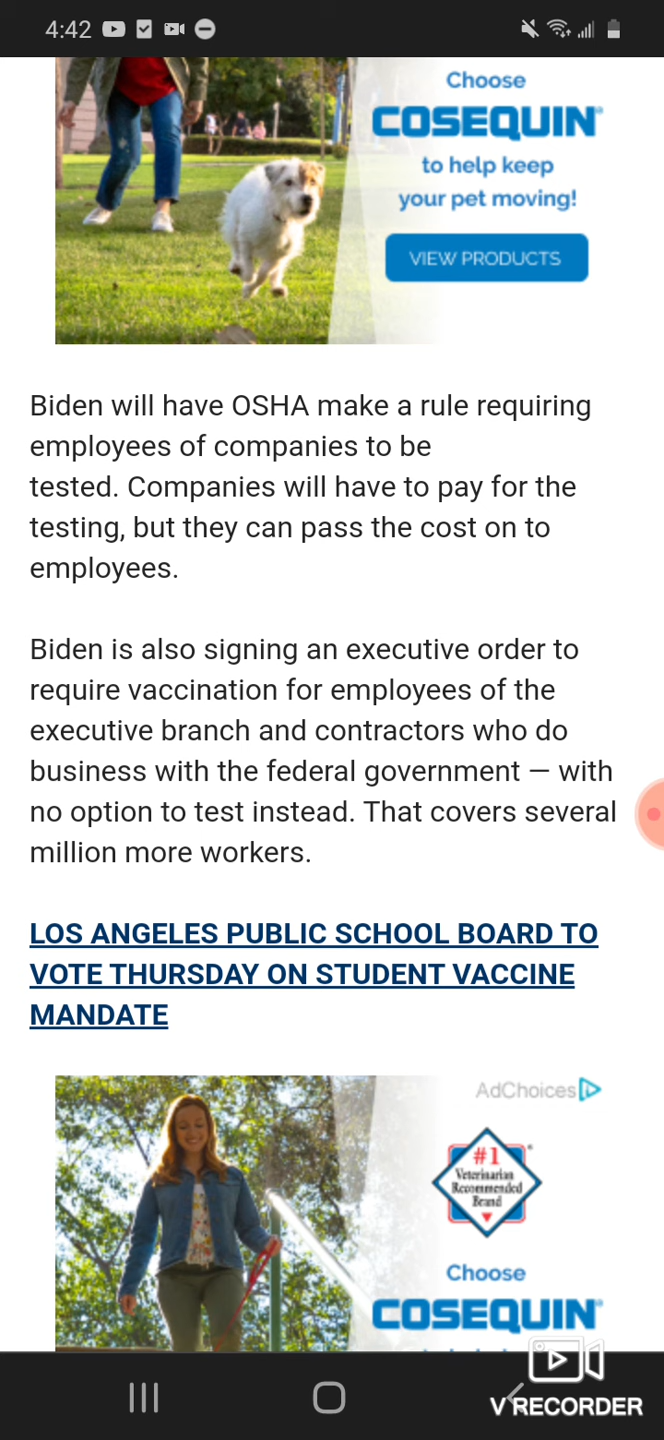 4:42
Choose
COSEQUIN®
to help keep
your pet moving!
VIEW PRODUCTS
Biden will have OSHA make a rule requiring
employees of companies to be
tested. Companies will have to pay for the
testing, but they can pass the cost on to
employees.
Biden is also signing an executive order to
require vaccination for employees of the
executive branch and contractors who do
business with the federal government — with
no option to test instead. That covers several
million more workers.
LOS ANGELES PUBLIC SCHOOL BOARD TO
VOTE THURSDAY ON STUDENT VACCINE
MANDATE
AdChoices
#1
Veterinarian
Recommended
Brand
Choose
COSEQUIN®
V RECORDER